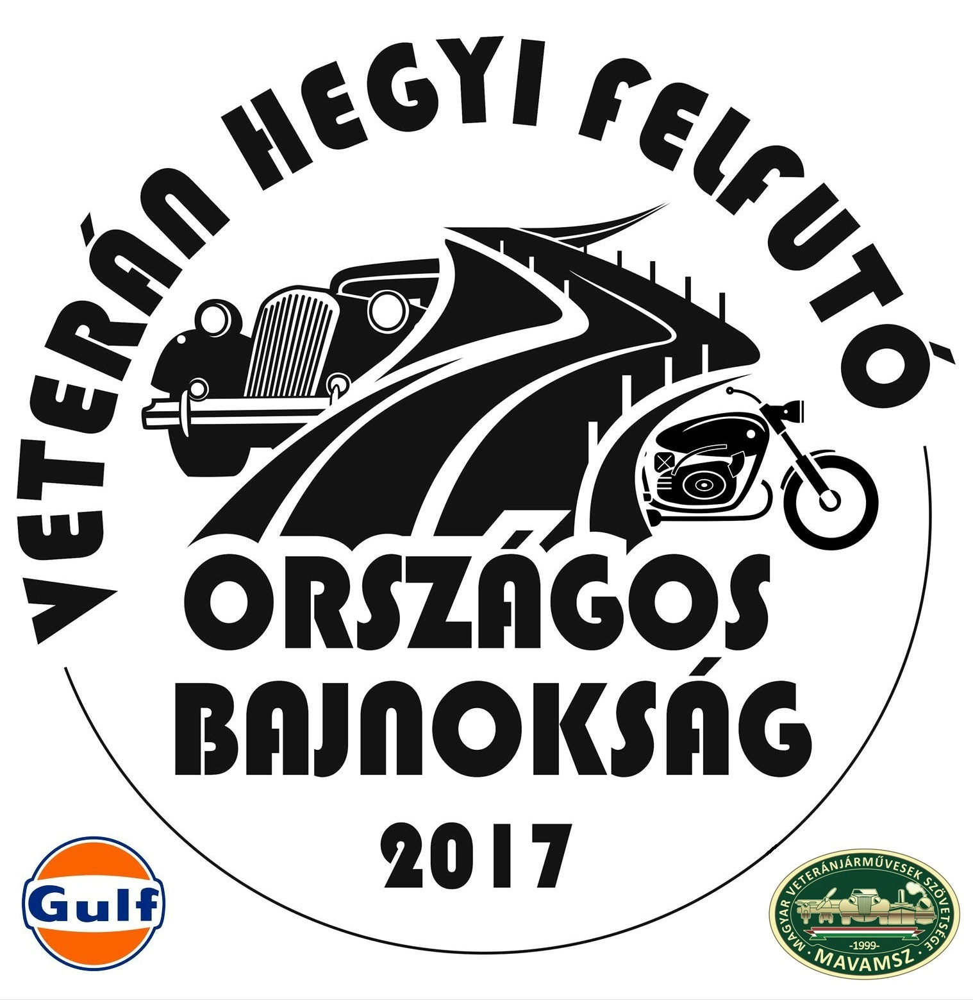 VETERÁN HEGYI FELFUTÓ
ORSZÁGOS
BAJNOKSÁG
2017
Gulf
MAGYAR VETERÁNJÁRMŰVESEK SZÖVETSÉGE
-1999-
· MAVAMSZ ·